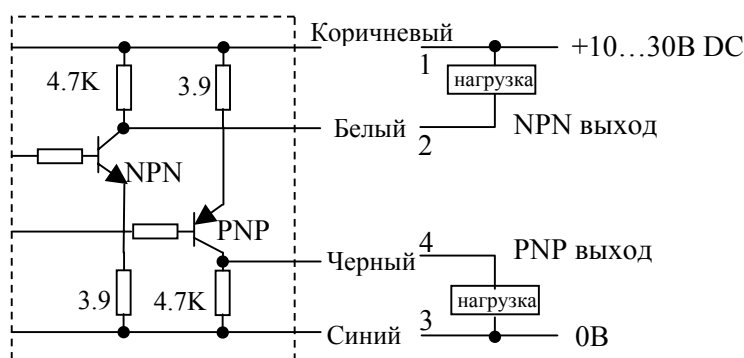 Коричневый
1
+10…30В DC
4.7K
3.9
нагрузка
Белый
2
NPN выход
NPN
PNP
Черный
4
PNP выход
3.9
4.7K
нагрузка
Синий
3
0В